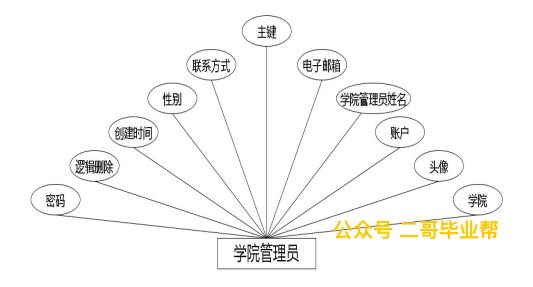 主键
联系方式
电子邮箱
性别
学院管理员姓名
创建时间
账户
逻辑删除
头像
密码
学院
公众号 二哥毕业帮
学院管理员